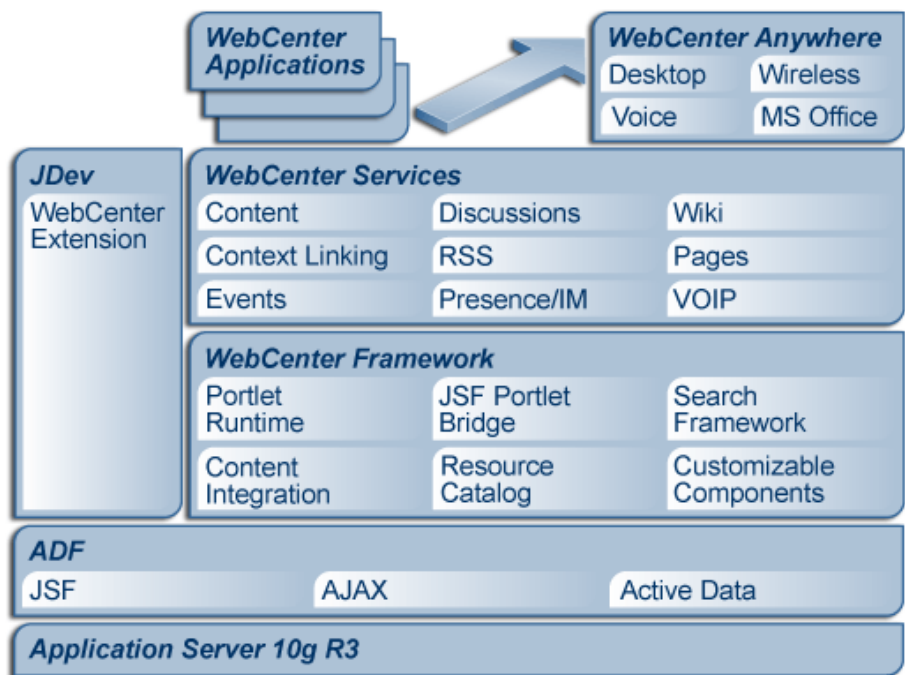 WebCenter
Applications
WebCenter Anywhere
Desktop
Wireless
Voice
MS Office
JDev
WebCenter
Extension
WebCenter Services
Content
Discussions
Wiki
Context Linking
RSS
Pages
Events
Presence/IM
VOIP
WebCenter Framework
Portlet
Runtime
JSF Portlet
Bridge
Search
Framework
Content
Integration
Resource
Catalog
Customizable
Components
ADF
JSF
AJAX
Active Data
Application Server 10g R3